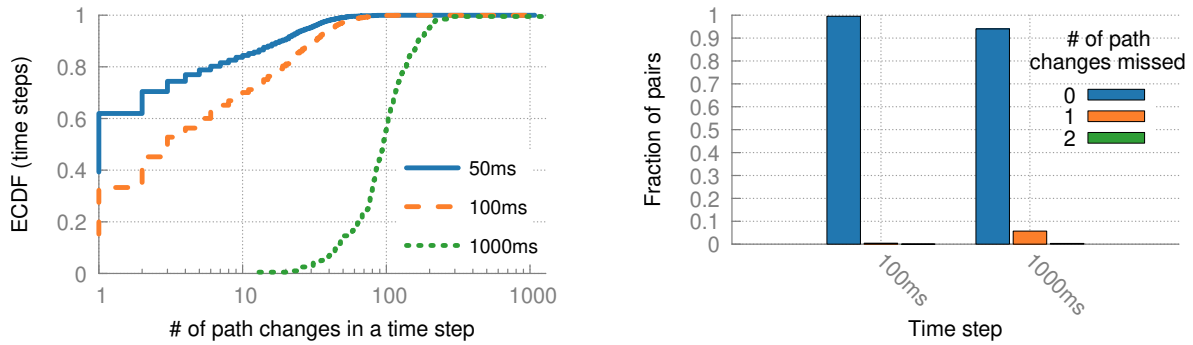 ECDF (time steps)
1
0.8
0.6
0.4
0.2
0
50ms
100ms
1000ms
1
10
100
1000
# of path changes in a time step
Fraction of pairs
1
0.9
0.8
0.7
0.6
0.5
0.4
0.3
0.2
0.1
0
# of path
changes missed
0
1
2
100ms
1000ms
Time step